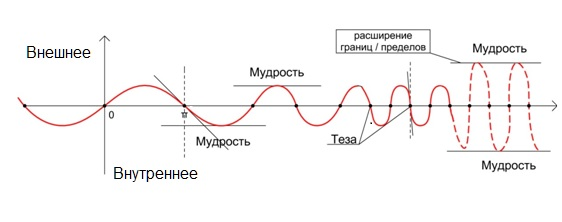 Внешнее
расширение
границ / пределов
Мудрость
Мудрость
0
π
Мудрость
Теза
Мудрость
Внутреннее